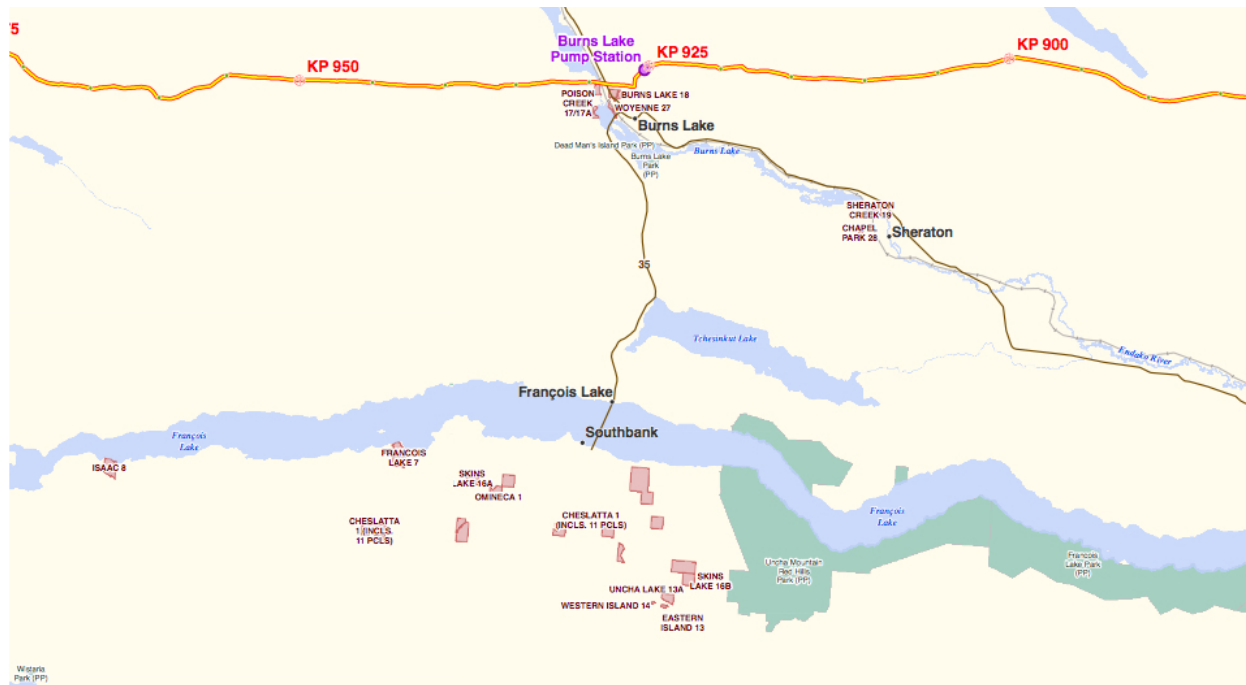 75
Burns Lake
Pump Station
KP 925
KP 900
KP 950
POISON
CREEK
17/17A
BURNS LAKE 18
WOYENNE 27
Burns Lake
Dead Man's Island Park (PP)
Burns Lake
Park
(PP)
Burns Lake
SHERATON
CREEK 19
CHAPEL
PARK 28
Sheraton
35
Tchesinkut Lake
Endako River
François Lake
Southbank
François
Lake
ISAAC 8
FRANCOIS
LAKE 7
SKINS
LAKE 16A
OMINECA 1
CHESLATTA
1 (INCLS.
11 PCLS)
CHESLATTA 1
(INCLS. 11 PCLS)
François
Lake
Uncha Mountain
Red Hills
Park (PP)
Francois
Lake Park
(PP)
SKINS
LAKE 16B
UNCHA LAKE 13A
WESTERN ISLAND 14
EASTERN
ISLAND 13
Wistaria
Park (PP)